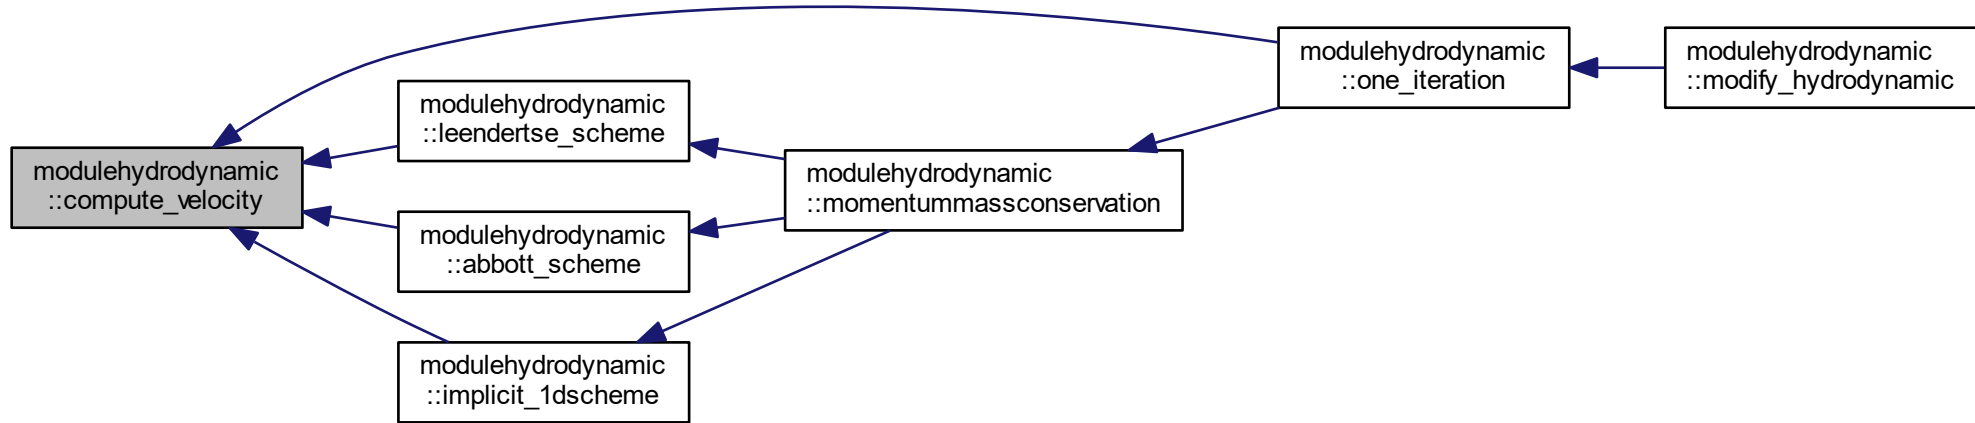 modulehydrodynamic
::compute_velocity
modulehydrodynamic
::leendertse_scheme
modulehydrodynamic
::abbott_scheme
modulehydrodynamic
::implicit_1dscheme
modulehydrodynamic
::momentummassconservation
modulehydrodynamic
::one_iteration
modulehydrodynamic
::modify_hydrodynamic